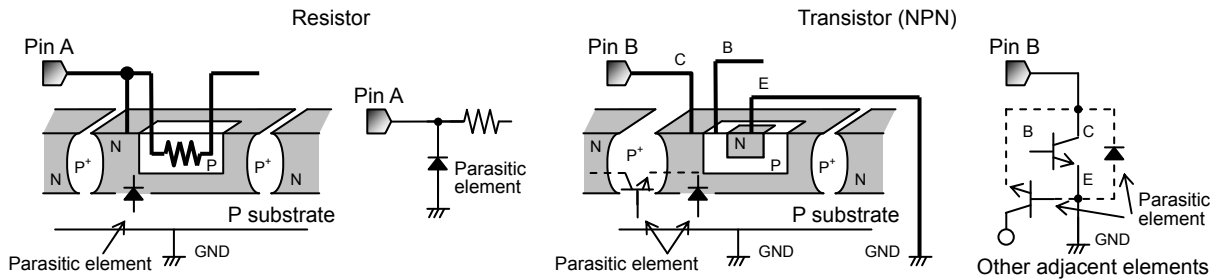 Resistor
Pin A
N
P⁺
N
P
P⁺
N
P substrate
Parasitic element
GND
Pin A
Parasitic
element
Transistor (NPN)
Pin B
C
B
E
N
P⁺
N
N
P
P⁺
N
P substrate
Parasitic element
GND
GND
Pin B
B
C
E
Parasitic
element
GND
Other adjacent elements